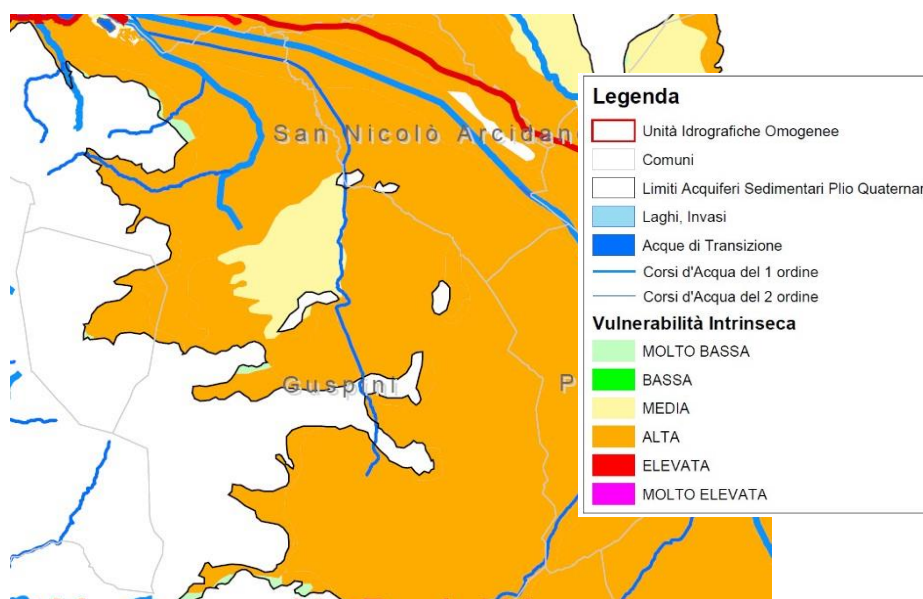 San Nicolò Arcidan
Guspini
P
Legenda
Unità Idrografiche Omogenee
Comuni
Limiti Acquiferi Sedimentari Plio Quaternar
Laghi, Invasi
Acque di Transizione
Corsi d'Acqua del 1 ordine
Corsi d'Acqua del 2 ordine
Vulnerabilità Intrinseca
MOLTO BASSA
BASSA
MEDIA
ALTA
ELEVATA
MOLTO ELEVATA